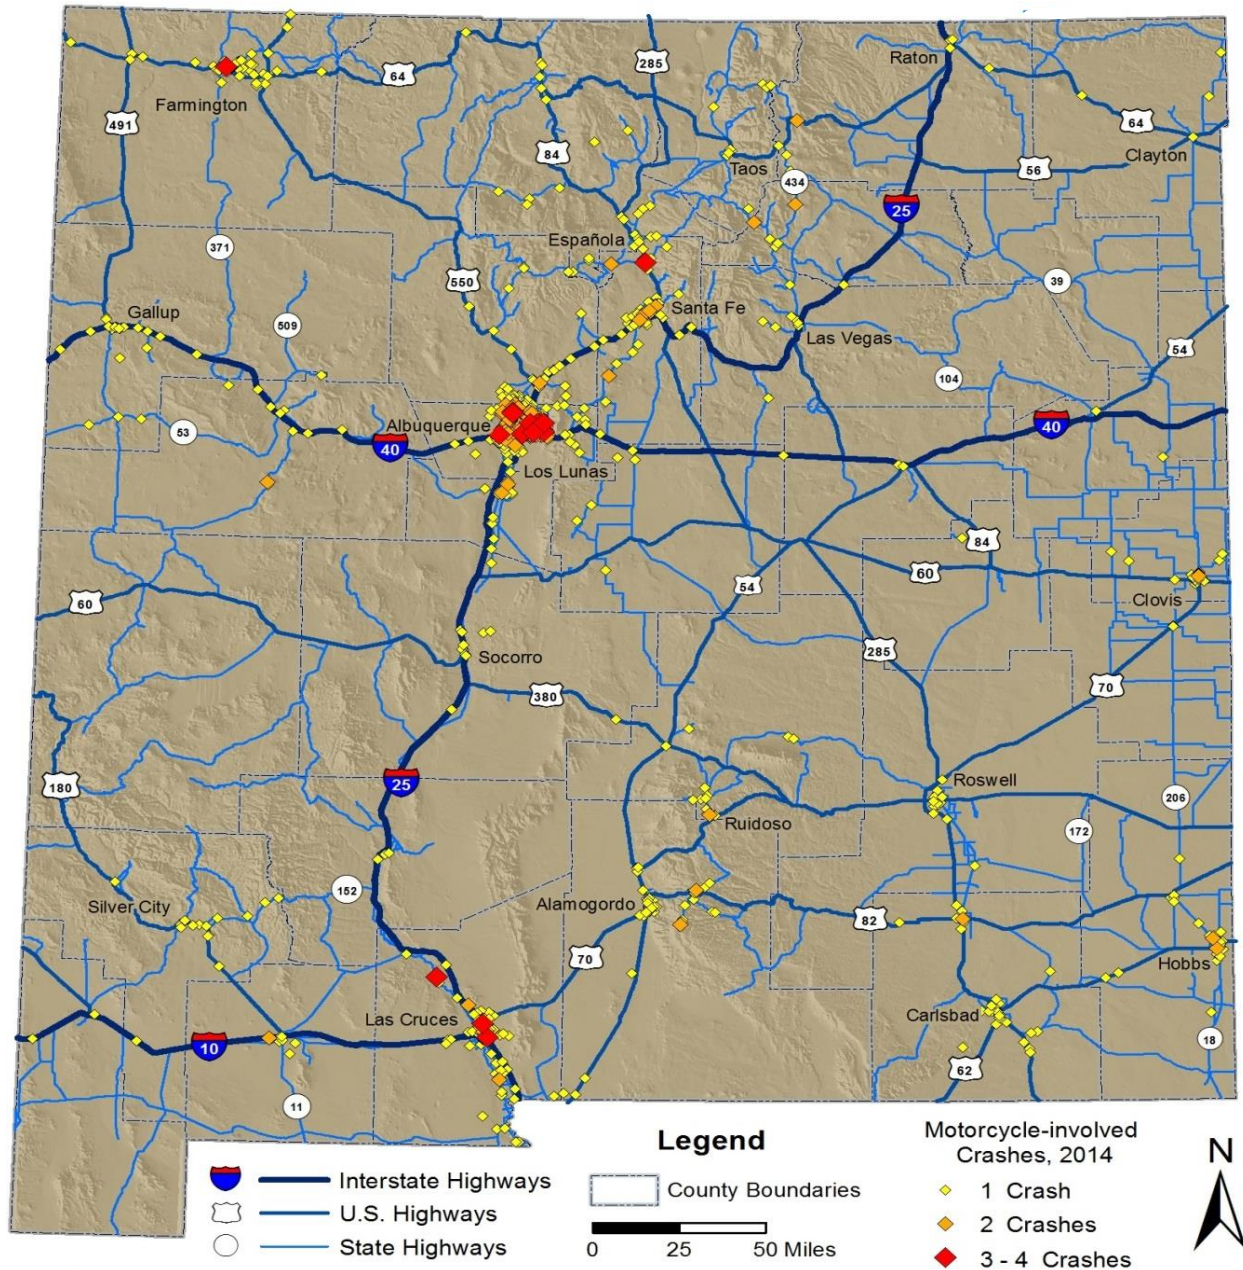 Raton
285
64
Farmington
491
64
Clayton
84
Taos
56
434
25
Española
371
550
39
Gallup
509
Santa Fe
Las Vegas
54
104
53
Albuquerque
40
40
Los Lunas
84
60
54
60
Clovis
Socorro
285
70
380
180
25
Roswell
206
Ruidoso
172
152
Silver City
Alamogordo
82
70
Hobbs
Las Cruces
Carlsbad
10
18
62
11
Legend
Interstate Highways
U.S. Highways
State Highways
County Boundaries
0 25 50 Miles
Motorcycle-involved
Crashes, 2014
1 Crash
2 Crashes
3 - 4 Crashes
N